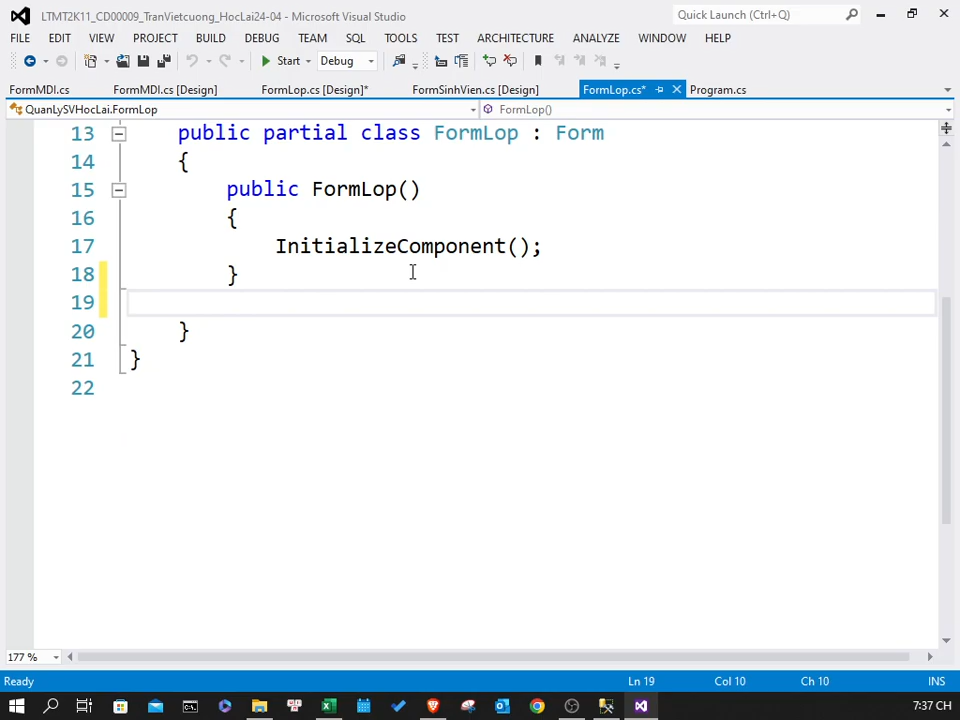 LTMT2K11_CD00009_TranVietcuong_HocLai24-04 - Microsoft Visual Studio
Quick Launch (Ctrl+Q)
FILE EDIT VIEW PROJECT BUILD DEBUG TEAM SQL TOOLS TEST ARCHITECTURE ANALYZE WINDOW HELP
Start Debug
FormMDI.cs FormMDI.cs [Design] FormLop.cs [Design]* FormSinhVien.cs [Design] FormLop.cs* Program.cs
QuanLySVHocLai.FormLop FormLop()
13 public partial class FormLop : Form
14 {
15 public FormLop()
16 {
17 InitializeComponent();
18 }
19
20 }
21 }
22
177 %
Ready Ln 19 Col 10 Ch 10 INS
7:37 CH